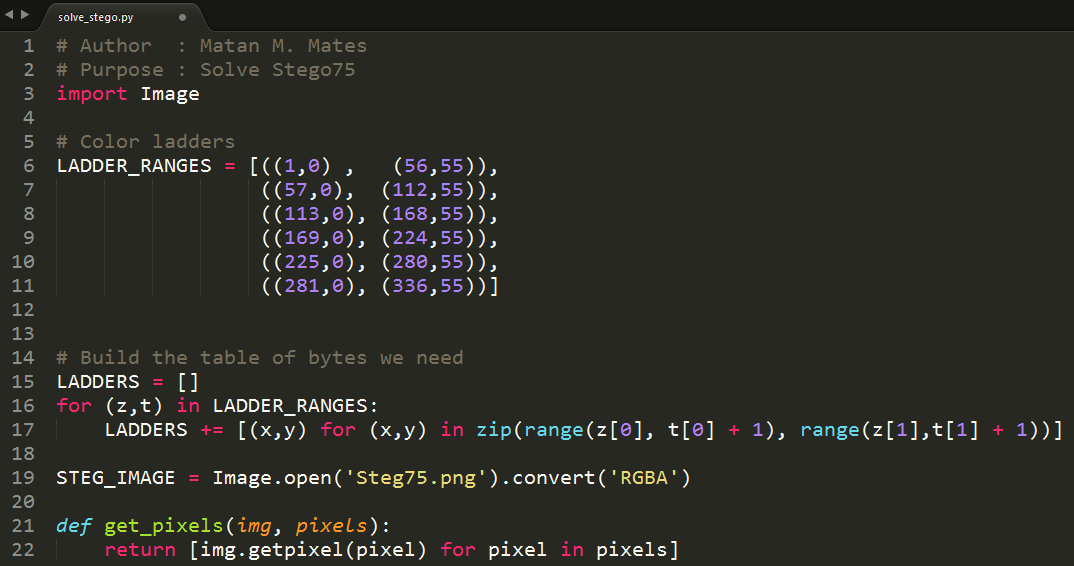 solve_stego.py
1 # Author  : Matan M. Mates
2 # Purpose : Solve Stego75
3 import Image
4
5 # Color ladders
6 LADDER_RANGES = [((1,0) ,   (56,55)),
7                  ((57,0),  (112,55)),
8                  ((113,0), (168,55)),
9                  ((169,0), (224,55)),
10                  ((225,0), (280,55)),
11                  ((281,0), (336,55))]
12
13
14 # Build the table of bytes we need
15 LADDERS = []
16 for (z,t) in LADDER_RANGES:
17     LADDERS += [(x,y) for (x,y) in zip(range(z[0], t[0] + 1), range(z[1],t[1] + 1))]
18
19 STEG_IMAGE = Image.open('Steg75.png').convert('RGBA')
20
21 def get_pixels(img, pixels):
22     return [img.getpixel(pixel) for pixel in pixels]